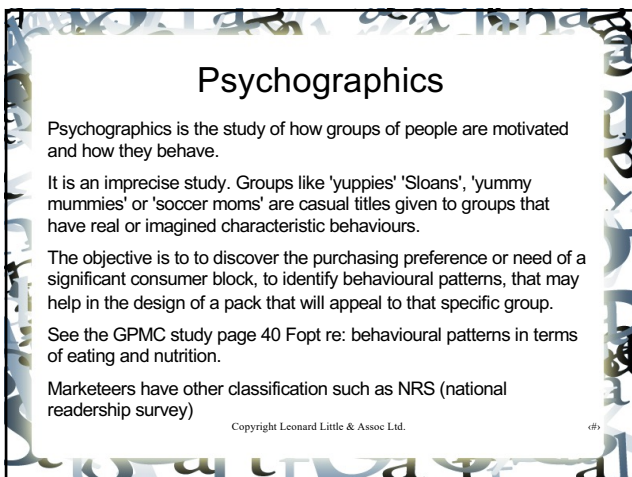 Psychographics
Psychographics is the study of how groups of people are motivated
and how they behave.
It is an imprecise study. Groups like 'yuppies' 'Sloans', 'yummy
mummies' or 'soccer moms' are casual titles given to groups that
have real or imagined characteristic behaviours.
The objective is to to discover the purchasing preference or need of a
significant consumer block, to identify behavioural patterns, that may
help in the design of a pack that will appeal to that specific group.
See the GPMC study page 40 Fopt re: behavioural patterns in terms
of eating and nutrition.
Marketeers have other classification such as NRS (national
readership survey)
Copyright Leonard Little & Assoc Ltd.
‹#›